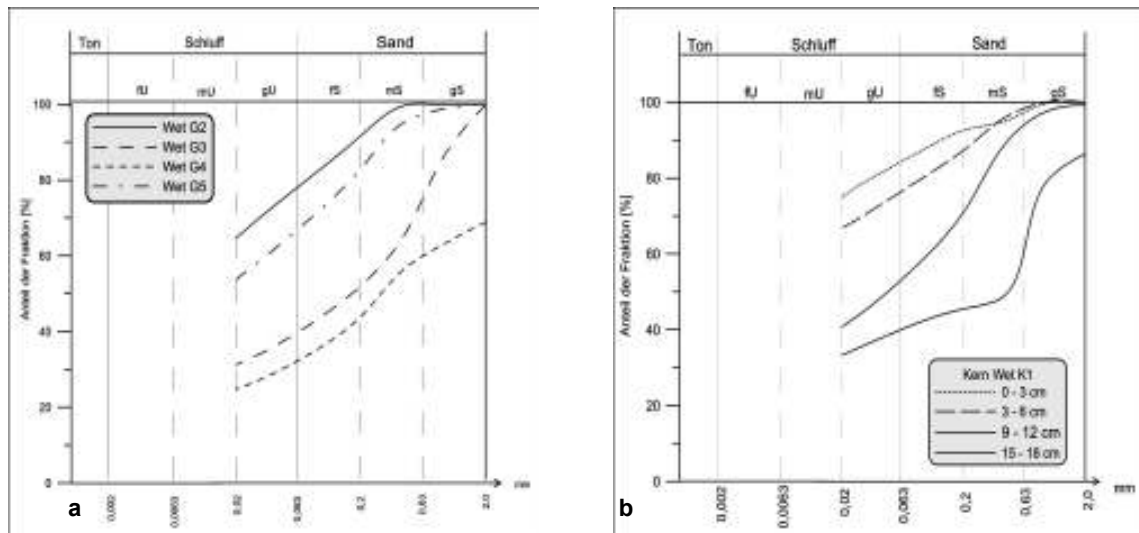 Ton Schluff Sand
fU mU gU fS mS gS
100
80
60
40
20
0
Anteil der Fraktion [%]
Wet G2
Wet G3
Wet G4
Wet G5
0,002 0,0063 0,02 0,063 0,2 0,63 2,0
mm
a
Ton Schluff Sand
fU mU gU fS mS gS
100
80
60
40
20
0
Anteil der Fraktion [%]
Kern Wet K1
0 - 3 cm
3 - 6 cm
9 - 12 cm
15 - 18 cm
0,002 0,0063 0,02 0,063 0,2 0,63 2,0
mm
b